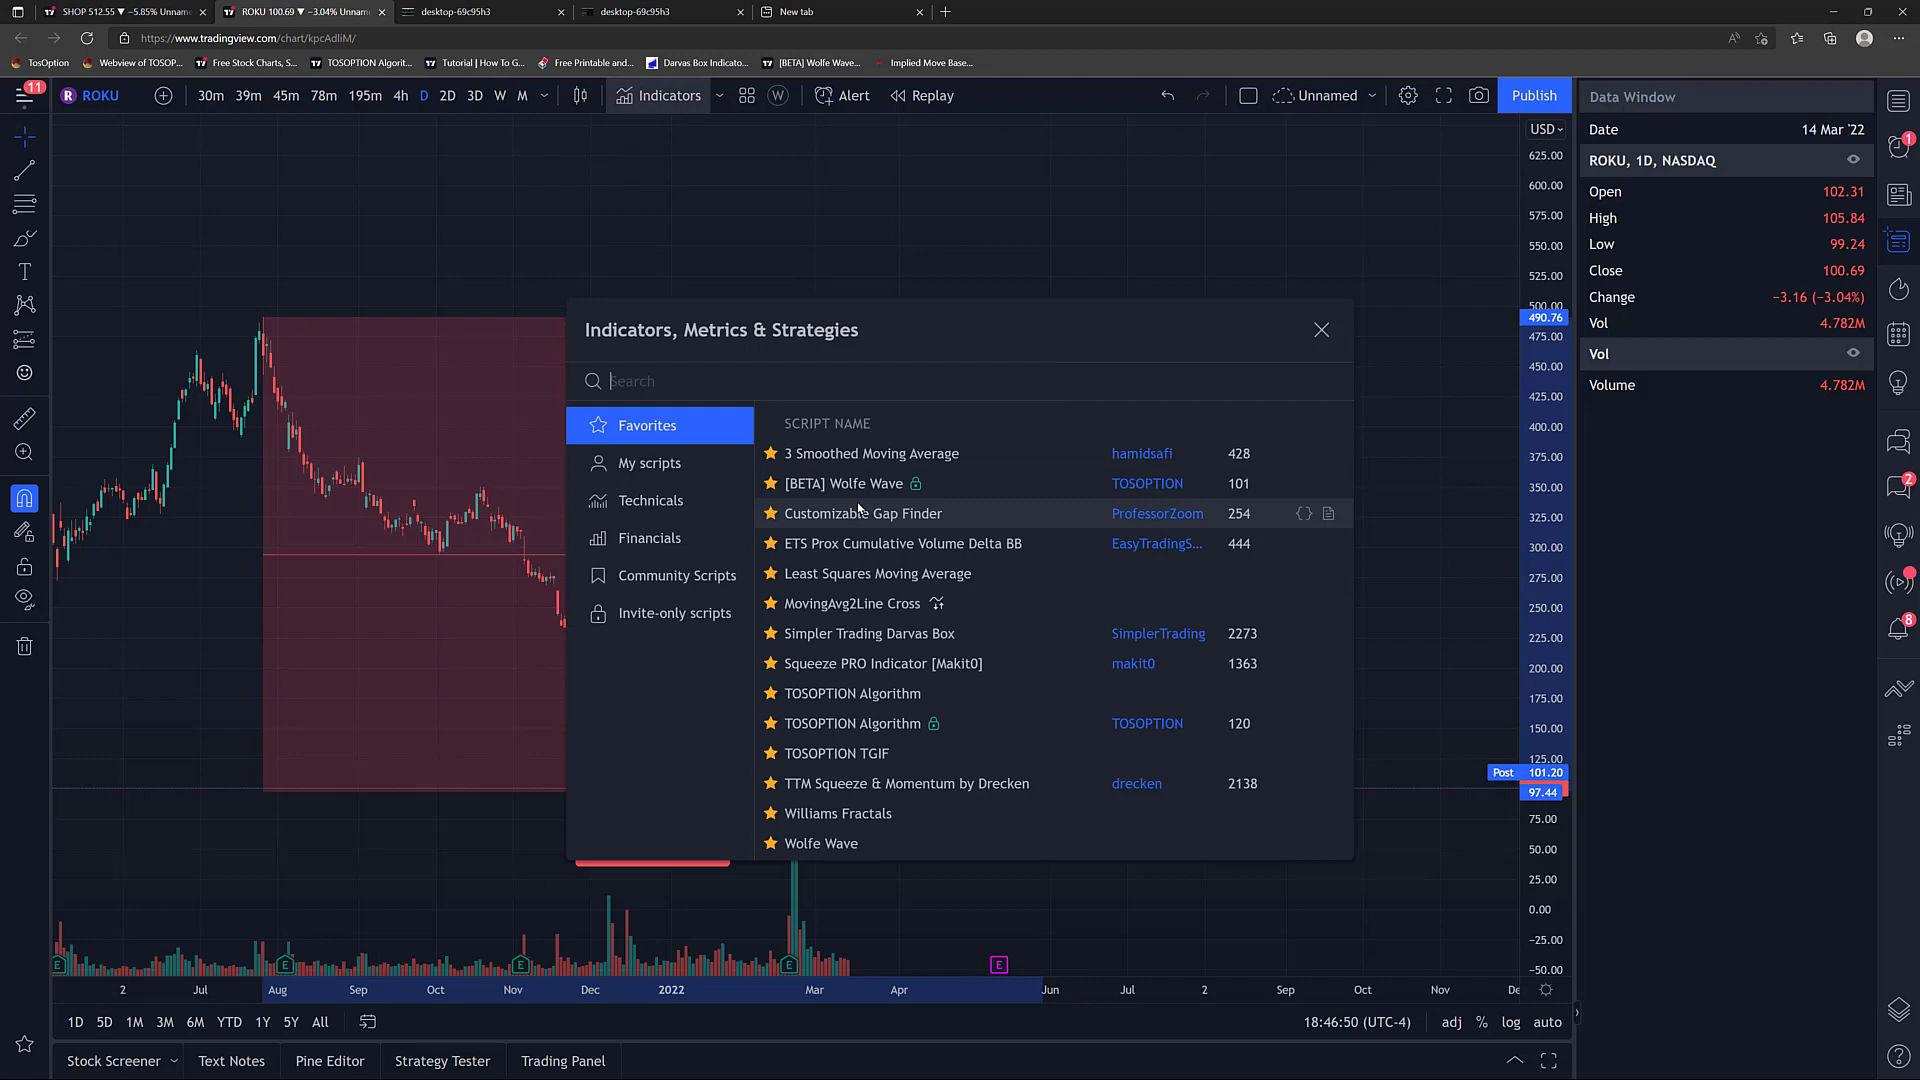 SHOP 512.55 ▼ −5.85% Unnam
ROKU 100.69 ▼ −3.04% Unnam
desktop-69c95h3
desktop-69c95h3
New tab
https://www.tradingview.com/chart/kpcAdliM/
TosOption
Webview of TOSOP...
Free Stock Charts, S...
TOSOPTION Algorit...
Tutorial | How To G...
Free Printable and...
Darvas Box Indicato...
[BETA] Wolfe Wave...
Implied Move Base...
11
R ROKU
30m 39m 45m 78m 195m 4h D 2D 3D W M
Indicators
W
Alert
Replay
Unnamed
Publish
Data Window
USD
Date 14 Mar '22
1
ROKU, 1D, NASDAQ
Open 102.31
High 105.84
Low 99.24
Close 100.69
Change −3.16 (−3.04%)
Vol 4.782M
Vol
Volume 4.782M
2
8
625.00
600.00
575.00
550.00
525.00
500.00
490.76
475.00
450.00
425.00
400.00
375.00
350.00
325.00
300.00
275.00
250.00
225.00
200.00
175.00
150.00
125.00
Post 101.20
97.44
75.00
50.00
25.00
0.00
−25.00
−50.00
Indicators, Metrics & Strategies
Search
Favorites
My scripts
Technicals
Financials
Community Scripts
Invite-only scripts
SCRIPT NAME
3 Smoothed Moving Average hamidsafi 428
[BETA] Wolfe Wave TOSOPTION 101
Customizable Gap Finder ProfessorZoom 254
ETS Prox Cumulative Volume Delta BB EasyTradingS... 444
Least Squares Moving Average
MovingAvg2Line Cross
Simpler Trading Darvas Box SimplerTrading 2273
Squeeze PRO Indicator [Makit0] makit0 1363
TOSOPTION Algorithm
TOSOPTION Algorithm TOSOPTION 120
TOSOPTION TGIF
TTM Squeeze & Momentum by Drecken drecken 2138
Williams Fractals
Wolfe Wave
E E E E E
2 Jul Aug Sep Oct Nov Dec 2022 Mar Apr Jun Jul 2 Sep Oct Nov De
1D 5D 1M 3M 6M YTD 1Y 5Y All
18:46:50 (UTC-4) adj % log auto
Stock Screener
Text Notes
Pine Editor
Strategy Tester
Trading Panel